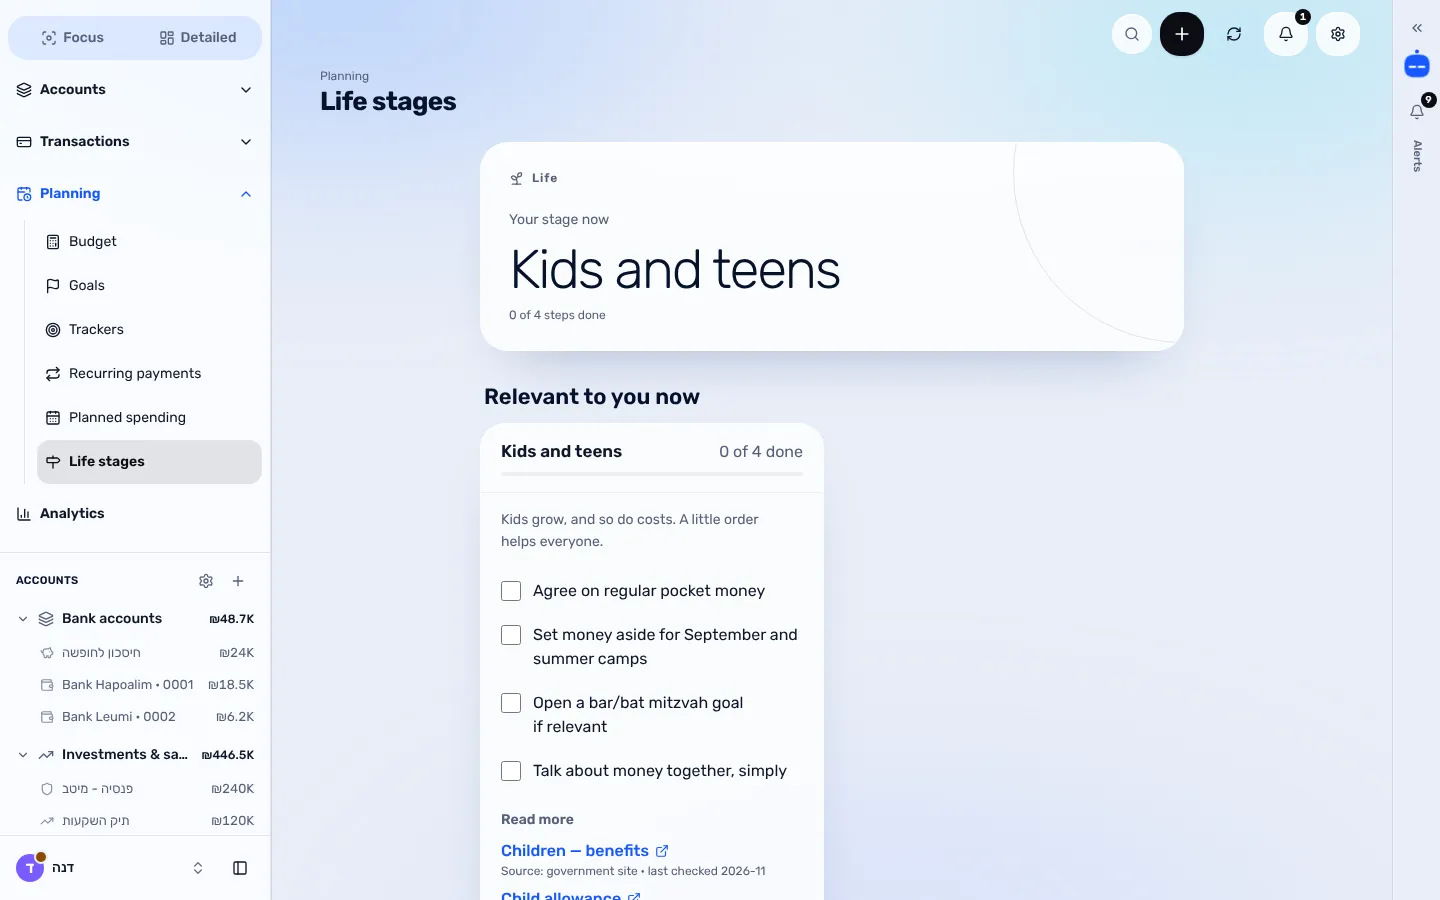 Focus
Detailed
Accounts
Transactions
Planning
Budget
Goals
Trackers
Recurring payments
Planned spending
Life stages
Analytics
ACCOUNTS
Bank accounts ₪48.7K
חיסכון לחופשה ₪24K
Bank Hapoalim • 0001 ₪18.5K
Bank Leumi • 0002 ₪6.2K
Investments & sa... ₪446.5K
פנסיה - מיטב ₪240K
תיק השקעות ₪120K
ד דנה
1
Planning
Life stages
Life
Your stage now
Kids and teens
0 of 4 steps done
Relevant to you now
Kids and teens 0 of 4 done
Kids grow, and so do costs. A little order
helps everyone.
Agree on regular pocket money
Set money aside for September and
summer camps
Open a bar/bat mitzvah goal
if relevant
Talk about money together, simply
Read more
Children – benefits
Source: government site • last checked 2026-11
Child allowance
9
Alerts